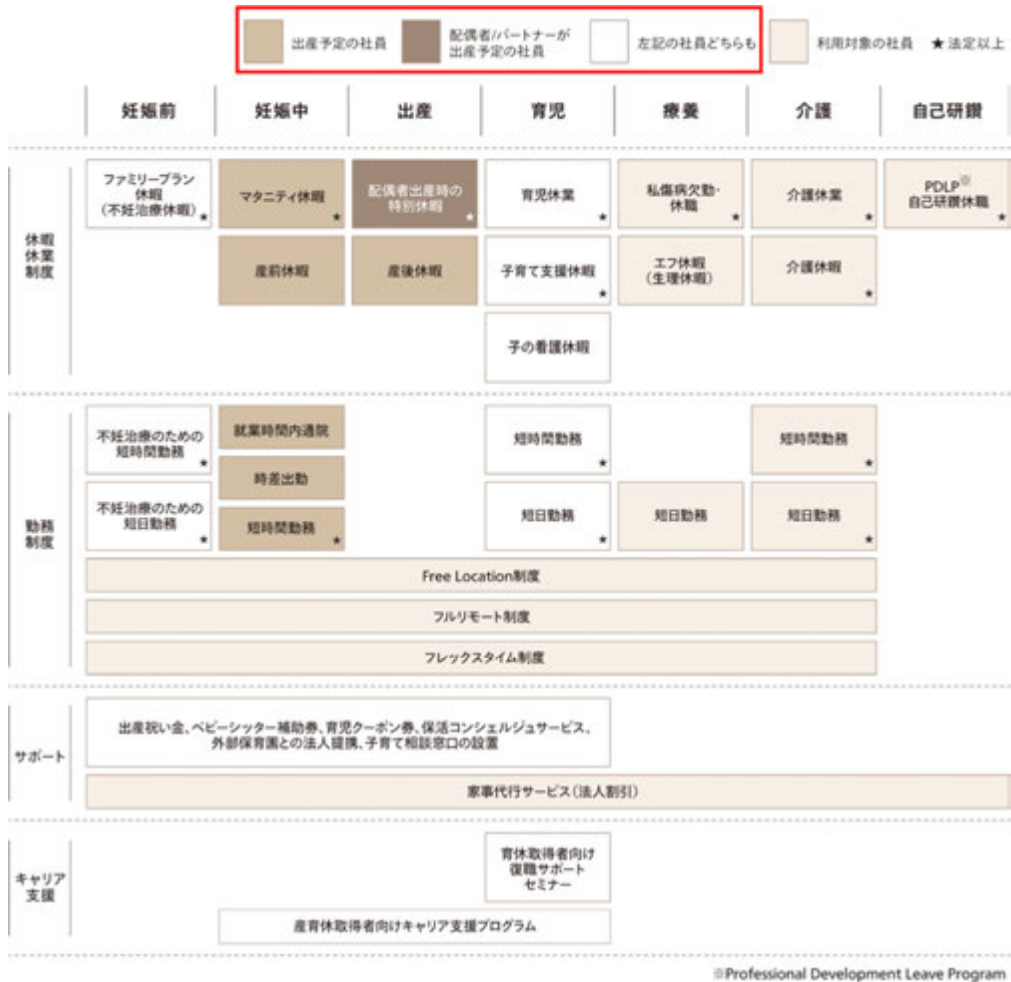 出産予定の社員
配偶者/パートナーが
出産予定の社員
左記の社員どちらも
利用対象の社員
★法定以上
妊娠前
妊娠中
出産
育児
療養
介護
自己研鑽
休暇
休業
制度
ファミリープラン
休暇
(不妊治療休暇)
★
マタニティ休暇
★
配偶者出産時の
特別休暇
★
育児休業
★
私傷病欠勤・
休職
★
介護休業
★
PDLP※
自己研鑽休職
★
産前休暇
産後休暇
子育て支援休暇
★
エフ休暇
(生理休暇)
介護休暇
★
子の看護休暇
勤務
制度
不妊治療のための
短時間勤務
★
就業時間内通院
短時間勤務
★
短時間勤務
★
時差出勤
不妊治療のための
短日勤務
★
短時間勤務
★
短日勤務
★
短日勤務
短日勤務
★
Free Location制度
フルリモート制度
フレックスタイム制度
サポート
出産祝い金、ベビーシッター補助券、育児クーポン券、保活コンシェルジュサービス、
外部保育園との法人提携、子育て相談窓口の設置
家事代行サービス(法人割引)
キャリア
支援
育休取得者向け
復職サポート
セミナー
産育休取得者向けキャリア支援プログラム
※Professional Development Leave Program